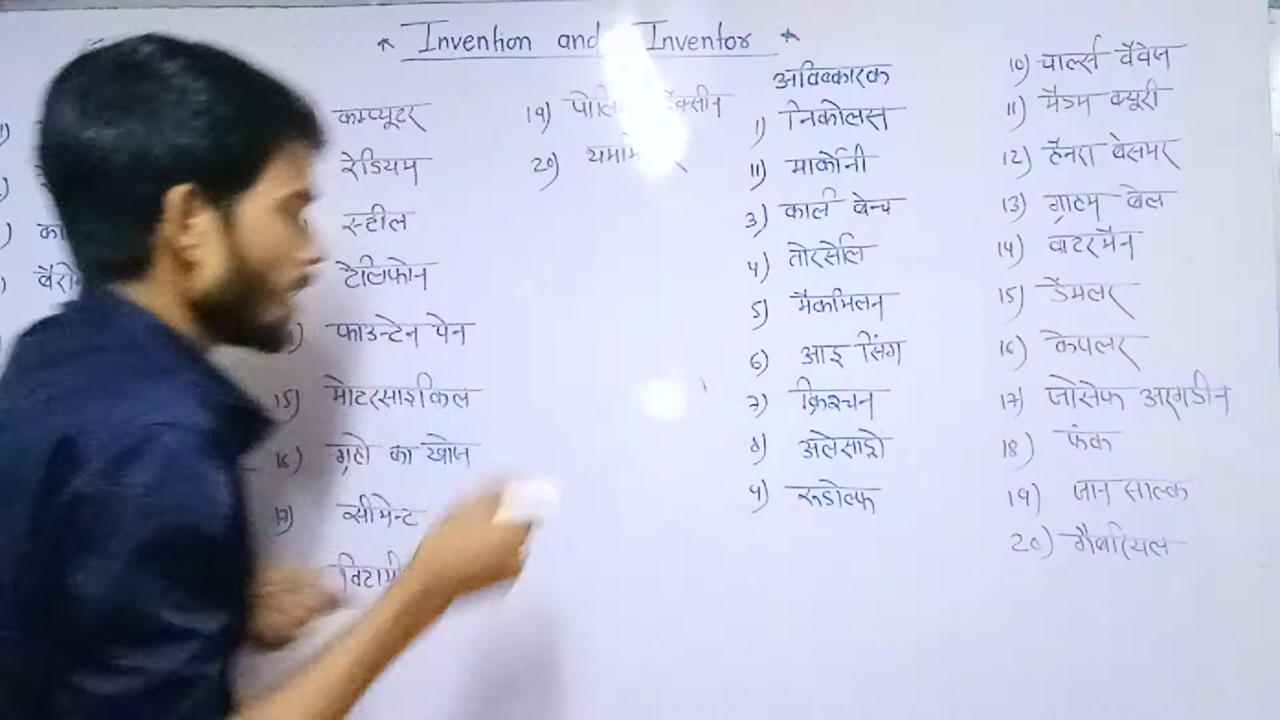 * Invention and Inventor *
का
बैरो
कम्प्यूटर
रेडियम
स्टील
टेलिफोन
फाउन्टेन पेन
15) मोटरसाइकिल
16) ग्रहो का खोज
17) सीमेन्ट
विटामी
19)
20)
अविष्कारक
1) निकोलस
11) मार्कोनी
3) कार्ल बेन्च
4) तोरसेलि
5) मैकमिलन
6) आइ सिंग
7) क्रिश्चन
8) अलेसाड्रो
9) रूडोल्फ
10) चार्ल्स वैवेज
11) मैडम क्यूरी
12) हैनरी बेसमर
13) ग्राहम बेल
14) वाटरमैन
15) डैमलर
16) केपलर
17) जोसेफ अस्पडीन
18) फंक
19) जान साल्क
20) गैब्रियल